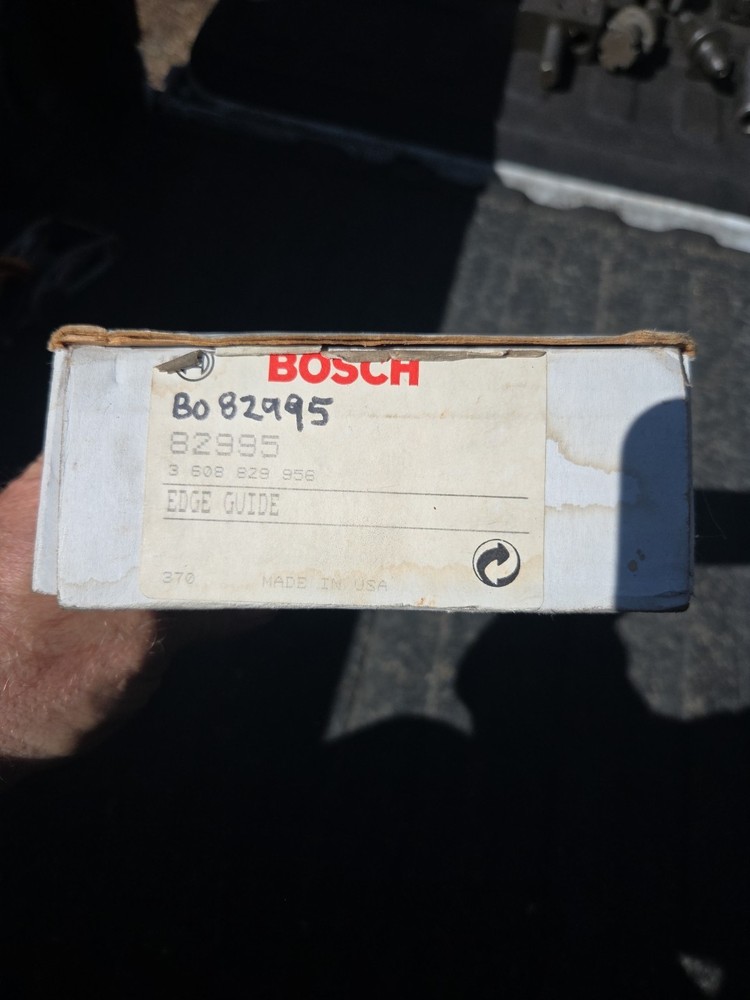 BOSCH
Bo 82995
82995
3 608 829 956
EDGE GUIDE
370 MADE IN USA